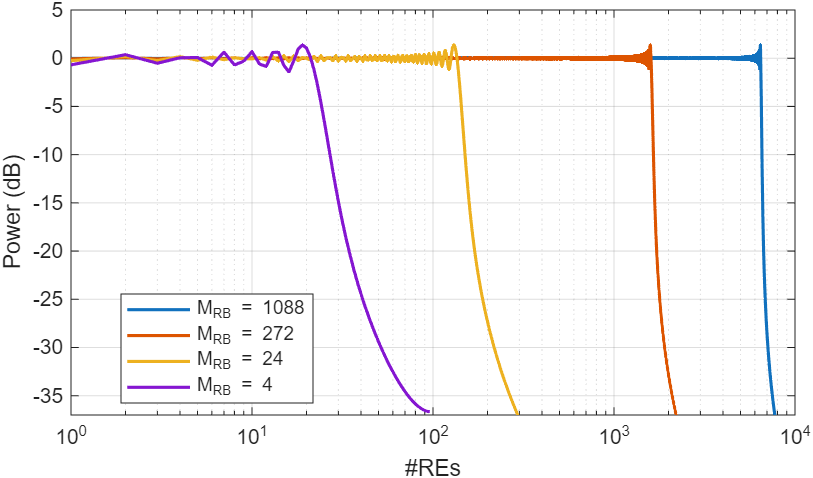 5
0
-5
-10
-15
-20
-25
-30
-35
Power (dB)
M_RB = 1088
M_RB = 272
M_RB = 24
M_RB = 4
10^0 10^1 10^2 10^3 10^4
#REs